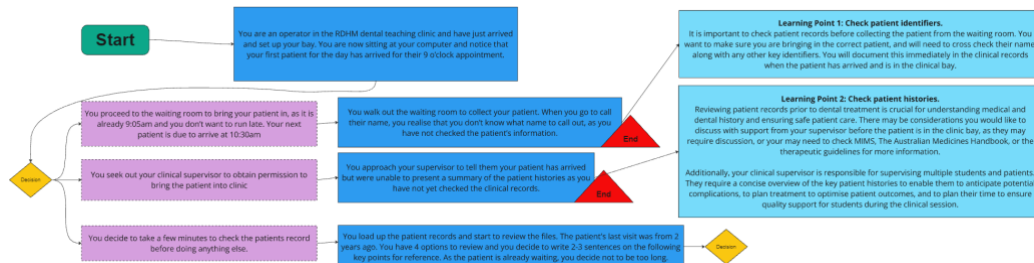 Start
You are an operator in the RDHM dental teaching clinic and have just arrived
and set up your bay. You are now sitting at your computer and notice that
your first patient for the day has arrived for their 9 o'clock appointment.
Learning Point 1: Check patient identifiers.
It is important to check patient records before collecting the patient from the waiting room. You
want to make sure you are bringing in the correct patient, and will need to cross check their name
along with any other key identifiers. You will document this immediately in the clinical records
when the patient has arrived and is in the clinical bay.
You proceed to the waiting room to bring your patient in, as it is
already 9:05am and you don't want to run late. Your next
patient is due to arrive at 10:30am
You walk out the waiting room to collect your patient. When you go to
call their name, you realise that you don't know what name to call out, as you
have not checked the patient's information.
End
Learning Point 2: Check patient histories.
Reviewing patient records prior to dental treatment is crucial for understanding medical and
dental history and ensuring safe patient care. There may be considerations you would like to
discuss with support from your supervisor before the patient is in the clinic bay, as they may
require discussion, or your may need to check MIMS, The Australian Medicines Handbook, or the
therapeutic guidelines for more information.
Additionally, your clinical supervisor is responsible for supervising multiple students and patients.
They require a concise overview of the key patient histories to enable them to anticipate potential
complications, to plan treatment to optimise patient outcomes, and to plan their time to ensure
quality support for students during the clinical session.
Decision
You seek out your clinical supervisor to obtain permission to
bring the patient into clinic
You approach your supervisor to tell them your patient has arrived
but were unable to present a summary of the patient histories as you
have not yet checked the clinical records.
End
You decide to take a few minutes to check the patients record
before doing anything else.
You load up the patient records and start to review the files. The patient's last visit was from 2
years ago. You have 4 options to review and you decide to write 2-3 sentences on the following
key points for reference. As the patient is already waiting, you decide not to be too long.
Decision